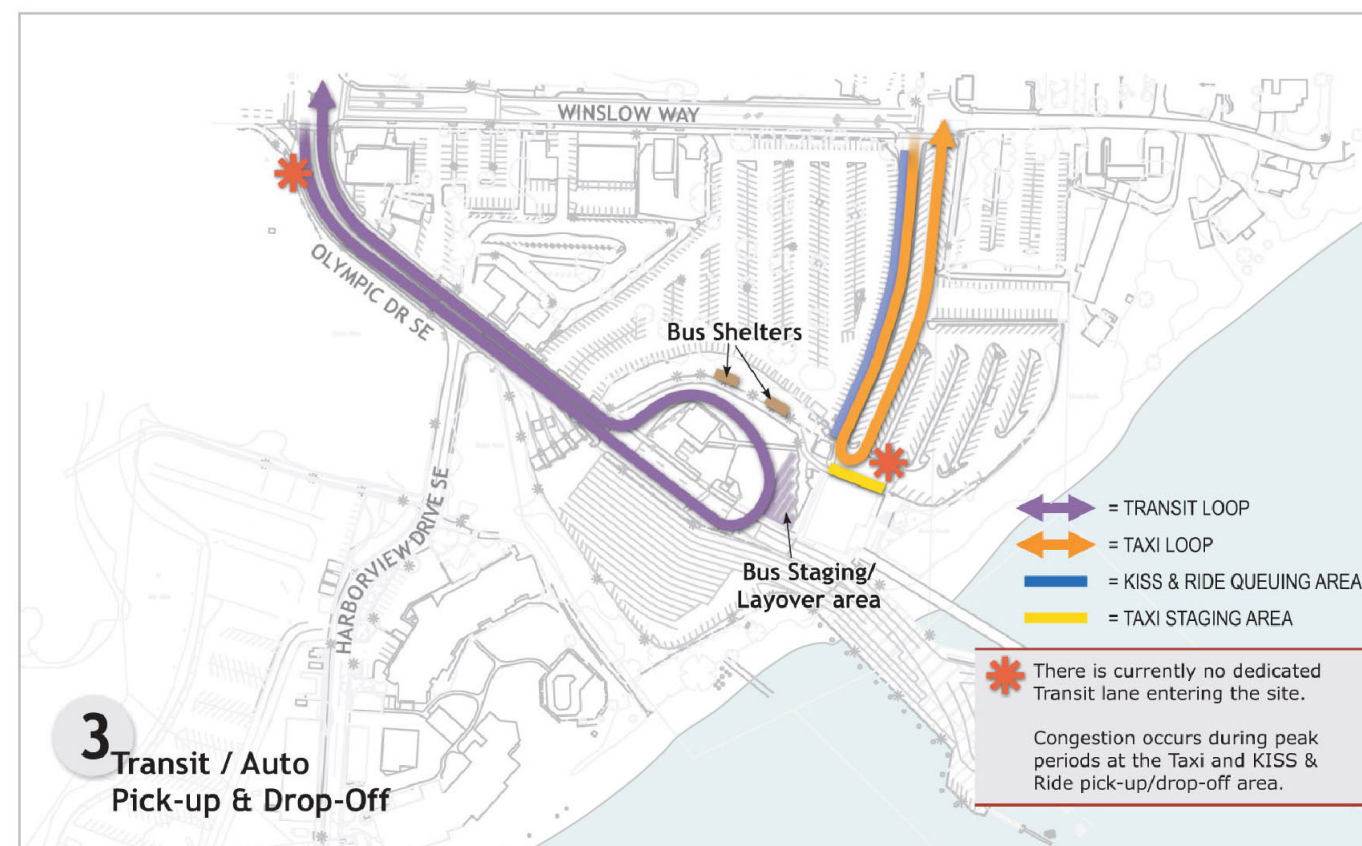 WINSLOW WAY
OLYMPIC DR SE
Bus Shelters
HARBORVIEW DRIVE SE
Bus Staging/
Layover area
= TRANSIT LOOP
= TAXI LOOP
= KISS & RIDE QUEUING AREA
= TAXI STAGING AREA
There is currently no dedicated
Transit lane entering the site.
Congestion occurs during peak
periods at the Taxi and KISS &
Ride pick-up/drop-off area.
3
Transit / Auto
Pick-up & Drop-Off